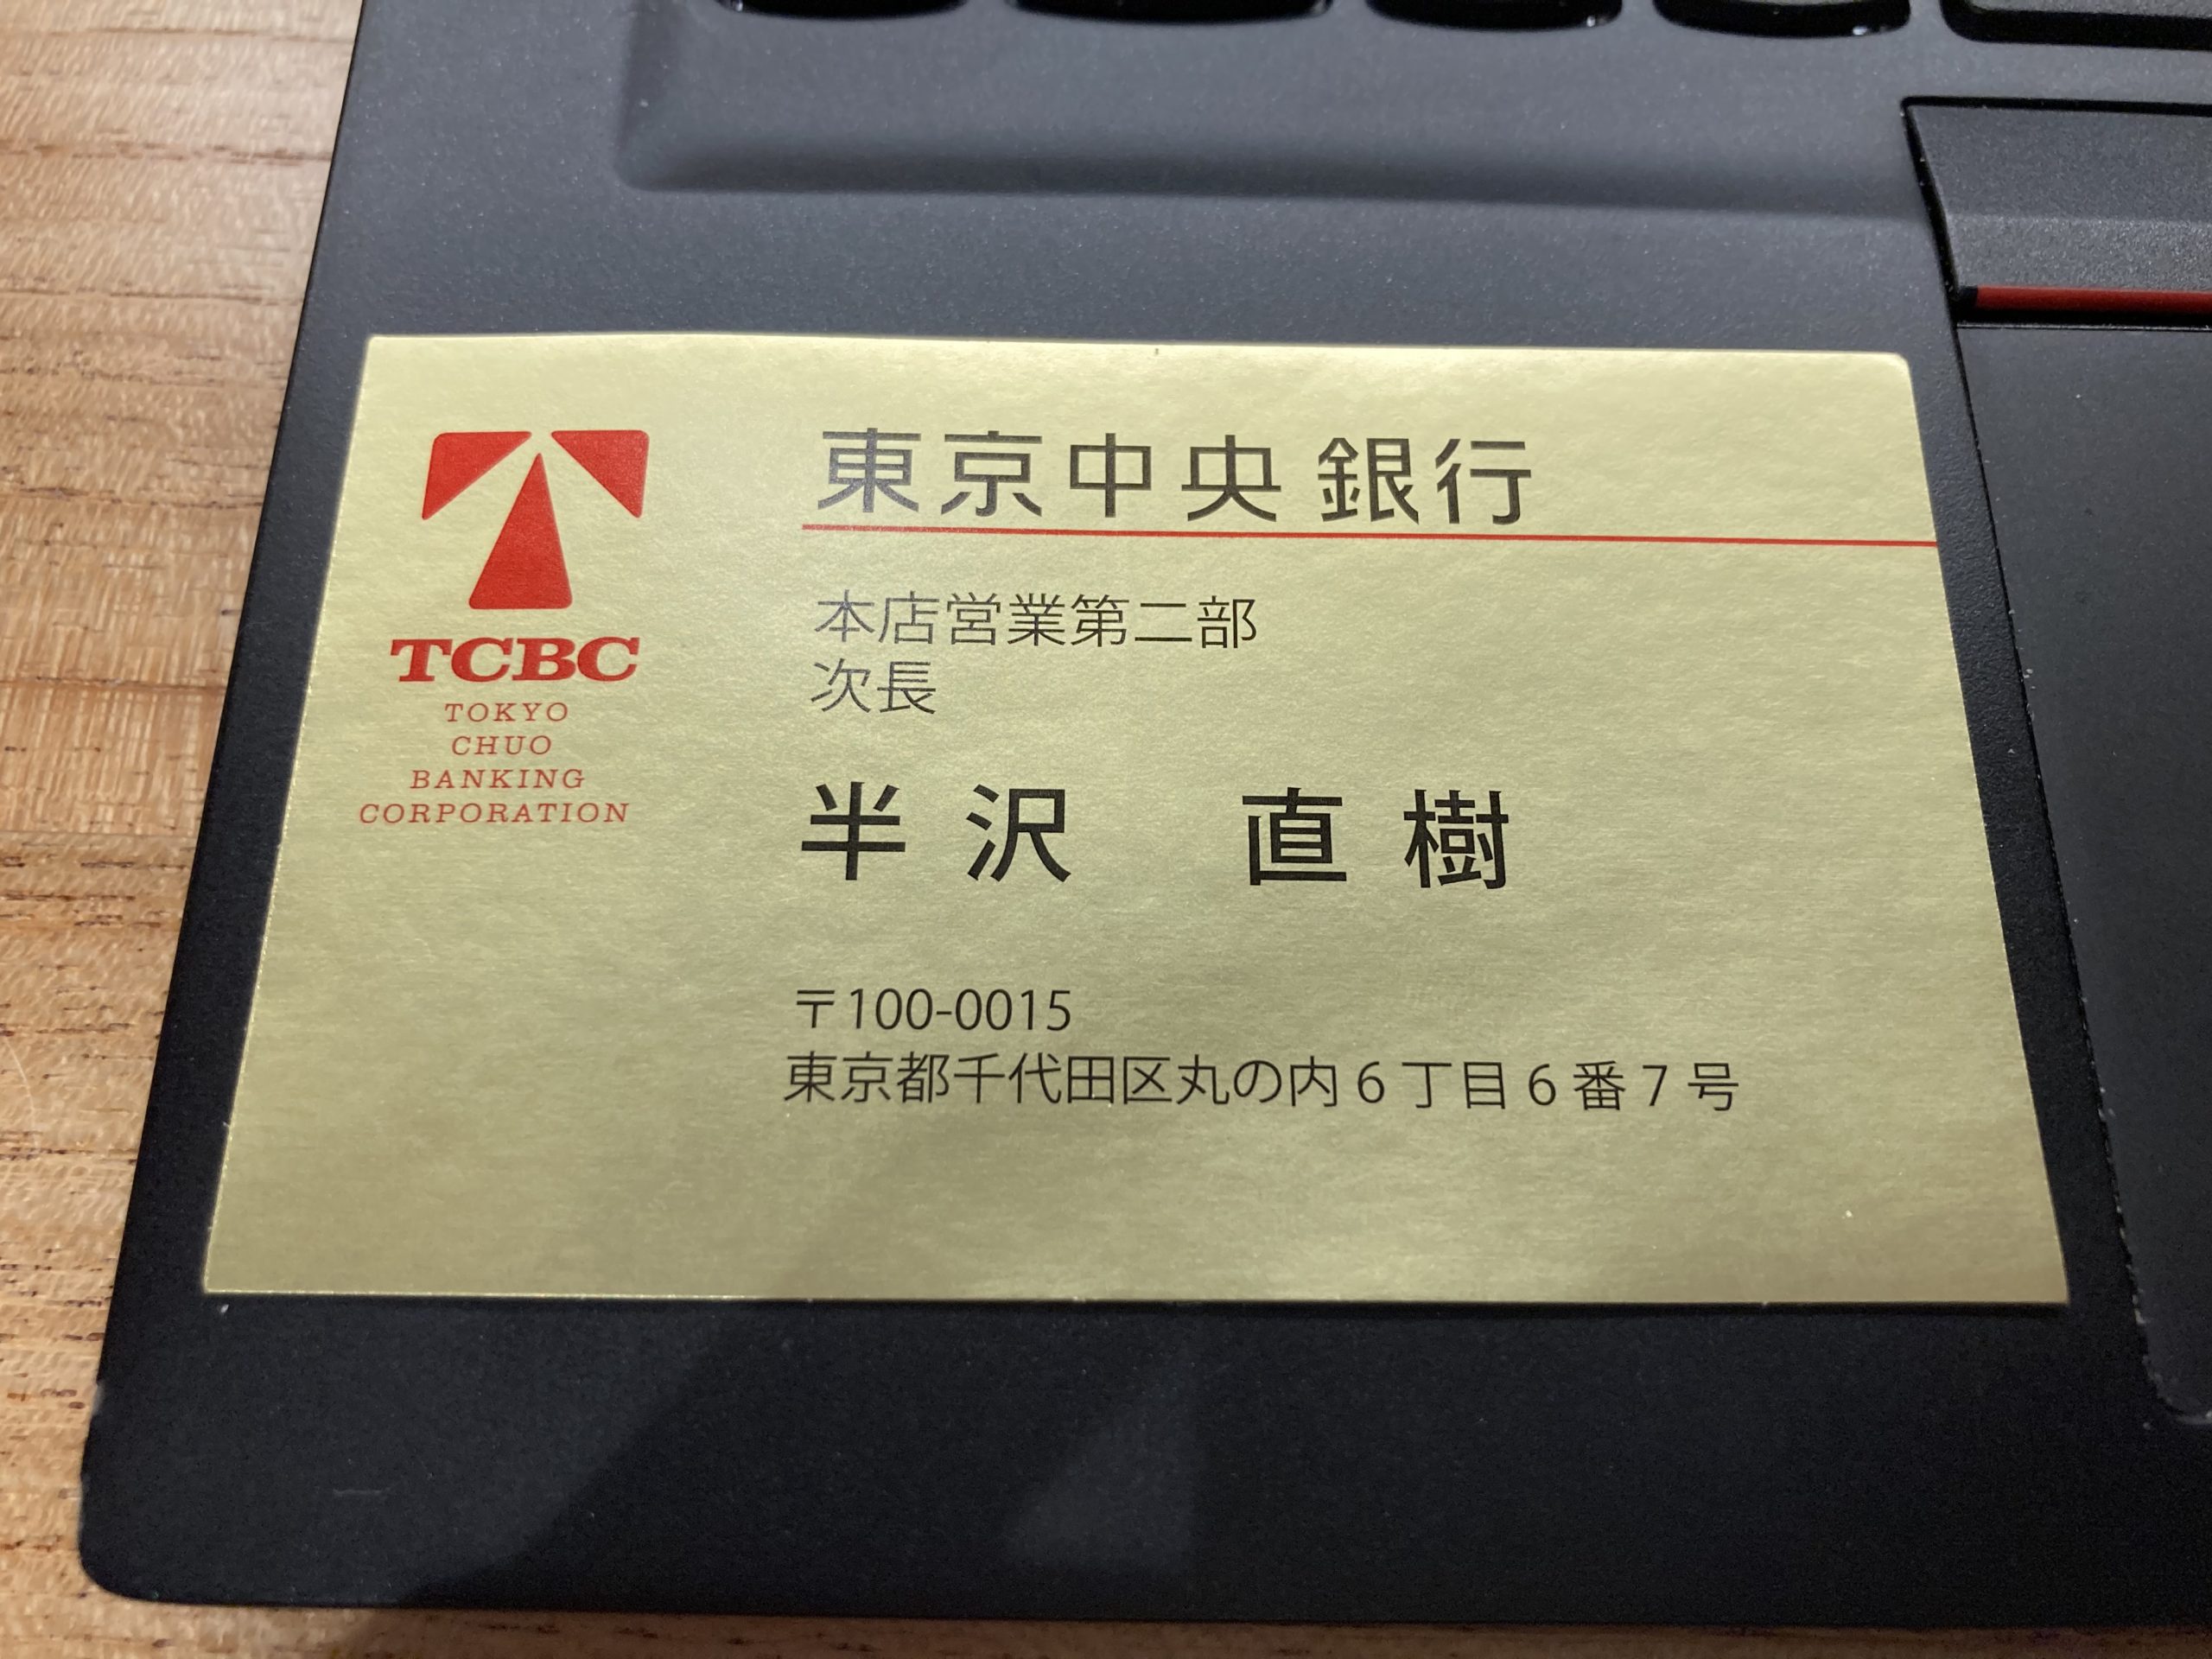 TCBC
TOKYO
CHUO
BANKING
CORPORATION
東京中央銀行
本店営業第二部
次長
半沢 直樹
〒100-0015
東京都千代田区丸の内6丁目6番7号